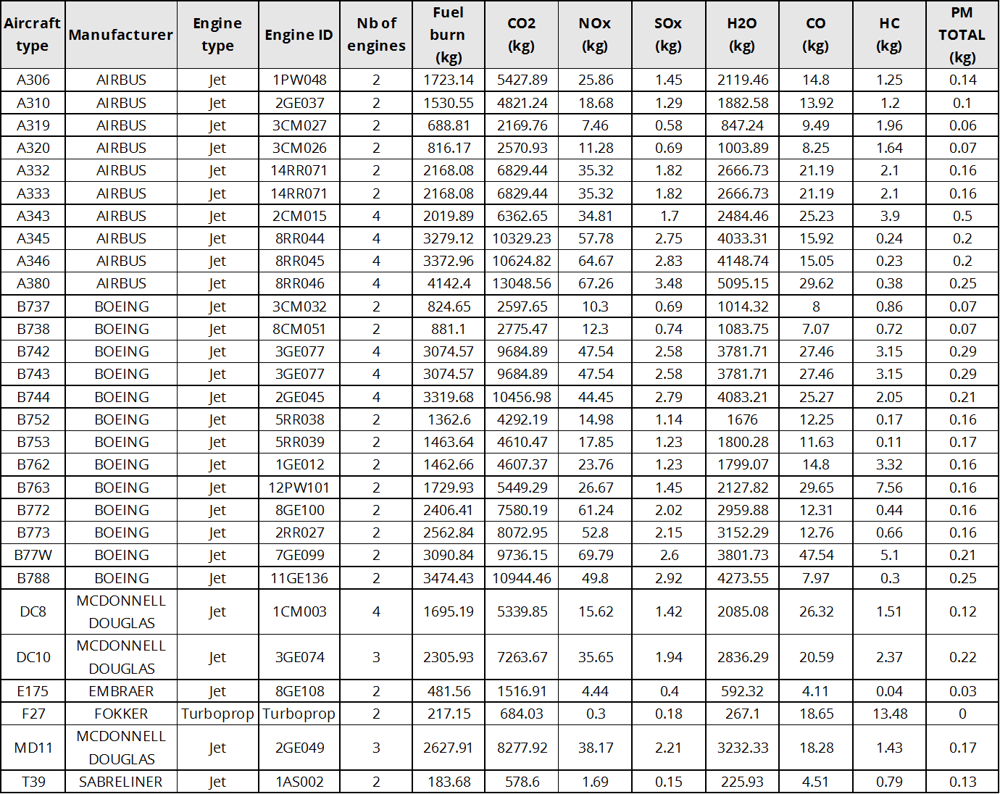 Aircraft type Manufacturer Engine type Engine ID Nb of engines Fuel burn (kg) CO2 (kg) NOx (kg) SOx (kg) H2O (kg) CO (kg) HC (kg) PM TOTAL (kg)
A306 AIRBUS Jet 1PW048 2 1723.14 5427.89 25.86 1.45 2119.46 14.8 1.25 0.14
A310 AIRBUS Jet 2GE037 2 1530.55 4821.24 18.68 1.29 1882.58 13.92 1.2 0.1
A319 AIRBUS Jet 3CM027 2 688.81 2169.76 7.46 0.58 847.24 9.49 1.96 0.06
A320 AIRBUS Jet 3CM026 2 816.17 2570.93 11.28 0.69 1003.89 8.25 1.64 0.07
A332 AIRBUS Jet 14RR071 2 2168.08 6829.44 35.32 1.82 2666.73 21.19 2.1 0.16
A333 AIRBUS Jet 14RR071 2 2168.08 6829.44 35.32 1.82 2666.73 21.19 2.1 0.16
A343 AIRBUS Jet 2CM015 4 2019.89 6362.65 34.81 1.7 2484.46 25.23 3.9 0.5
A345 AIRBUS Jet 8RR044 4 3279.12 10329.23 57.78 2.75 4033.31 15.92 0.24 0.2
A346 AIRBUS Jet 8RR045 4 3372.96 10624.82 64.67 2.83 4148.74 15.05 0.23 0.2
A380 AIRBUS Jet 8RR046 4 4142.4 13048.56 67.26 3.48 5095.15 29.62 0.38 0.25
B737 BOEING Jet 3CM032 2 824.65 2597.65 10.3 0.69 1014.32 8 0.86 0.07
B738 BOEING Jet 8CM051 2 881.1 2775.47 12.3 0.74 1083.75 7.07 0.72 0.07
B742 BOEING Jet 3GE077 4 3074.57 9684.89 47.54 2.58 3781.71 27.46 3.15 0.29
B743 BOEING Jet 3GE077 4 3074.57 9684.89 47.54 2.58 3781.71 27.46 3.15 0.29
B744 BOEING Jet 2GE045 4 3319.68 10456.98 44.45 2.79 4083.21 25.27 2.05 0.21
B752 BOEING Jet 5RR038 2 1362.6 4292.19 14.98 1.14 1676 12.25 0.17 0.16
B753 BOEING Jet 5RR039 2 1463.64 4610.47 17.85 1.23 1800.28 11.63 0.11 0.17
B762 BOEING Jet 1GE012 2 1462.66 4607.37 23.76 1.23 1799.07 14.8 3.32 0.16
B763 BOEING Jet 12PW101 2 1729.93 5449.29 26.67 1.45 2127.82 29.65 7.56 0.16
B772 BOEING Jet 8GE100 2 2406.41 7580.19 61.24 2.02 2959.88 12.31 0.44 0.16
B773 BOEING Jet 2RR027 2 2562.84 8072.95 52.8 2.15 3152.29 12.76 0.66 0.16
B77W BOEING Jet 7GE099 2 3090.84 9736.15 69.79 2.6 3801.73 47.54 5.1 0.21
B788 BOEING Jet 11GE136 2 3474.43 10944.46 49.8 2.92 4273.55 7.97 0.3 0.25
DC8 MCDONNELL DOUGLAS Jet 1CM003 4 1695.19 5339.85 15.62 1.42 2085.08 26.32 1.51 0.12
DC10 MCDONNELL DOUGLAS Jet 3GE074 3 2305.93 7263.67 35.65 1.94 2836.29 20.59 2.37 0.22
E175 EMBRAER Jet 8GE108 2 481.56 1516.91 4.44 0.4 592.32 4.11 0.04 0.03
F27 FOKKER Turboprop Turboprop 2 217.15 684.03 0.3 0.18 267.1 18.65 13.48 0
MD11 MCDONNELL DOUGLAS Jet 2GE049 3 2627.91 8277.92 38.17 2.21 3232.33 18.28 1.43 0.17
T39 SABRELINER Jet 1AS002 2 183.68 578.6 1.69 0.15 225.93 4.51 0.79 0.13